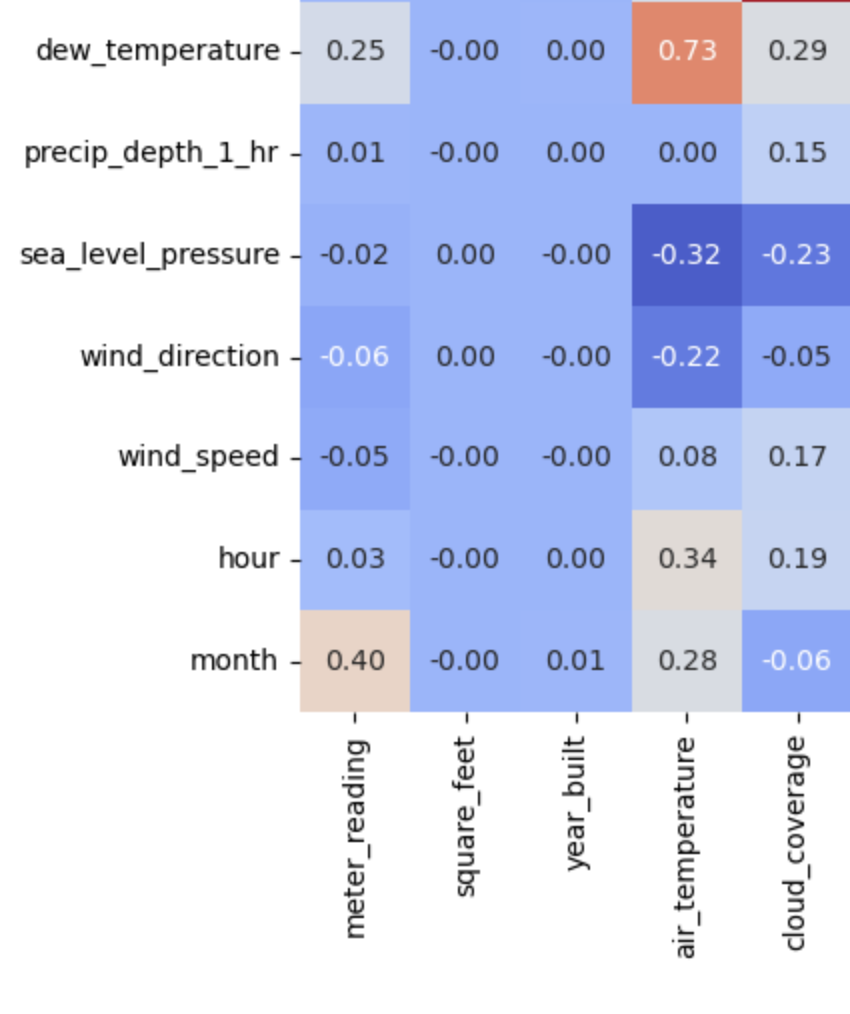 dew_temperature 0.25 -0.00 0.00 0.73 0.29
precip_depth_1_hr 0.01 -0.00 0.00 0.00 0.15
sea_level_pressure -0.02 0.00 -0.00 -0.32 -0.23
wind_direction -0.06 0.00 -0.00 -0.22 -0.05
wind_speed -0.05 -0.00 -0.00 0.08 0.17
hour 0.03 -0.00 0.00 0.34 0.19
month 0.40 -0.00 0.01 0.28 -0.06
meter_reading
square_feet
year_built
air_temperature
cloud_coverage